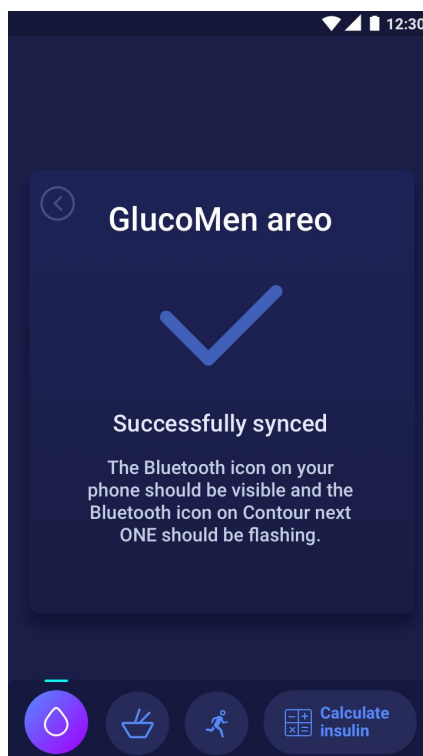 12:30
GlucoMen areo
Successfully synced
The Bluetooth icon on your
phone should be visible and the
Bluetooth icon on Contour next
ONE should be flashing.
Calculate
insulin